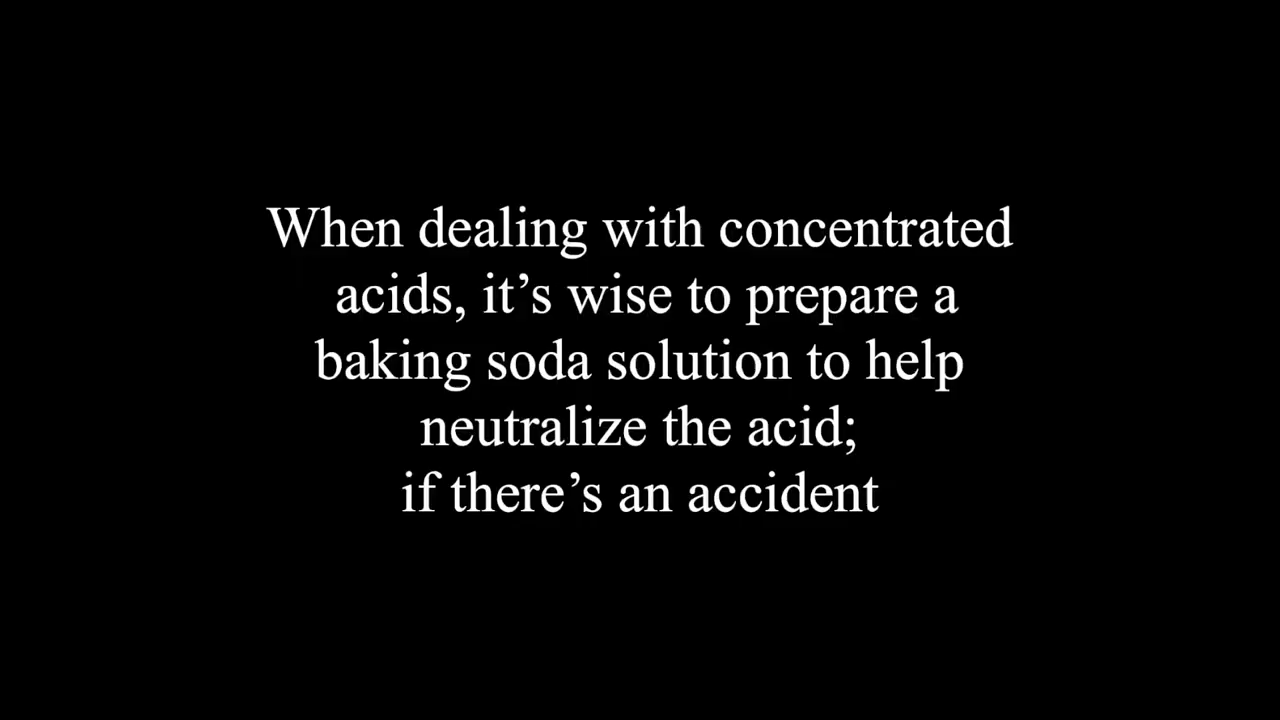 When dealing with concentrated
acids, it’s wise to prepare a
baking soda solution to help
neutralize the acid;
if there’s an accident